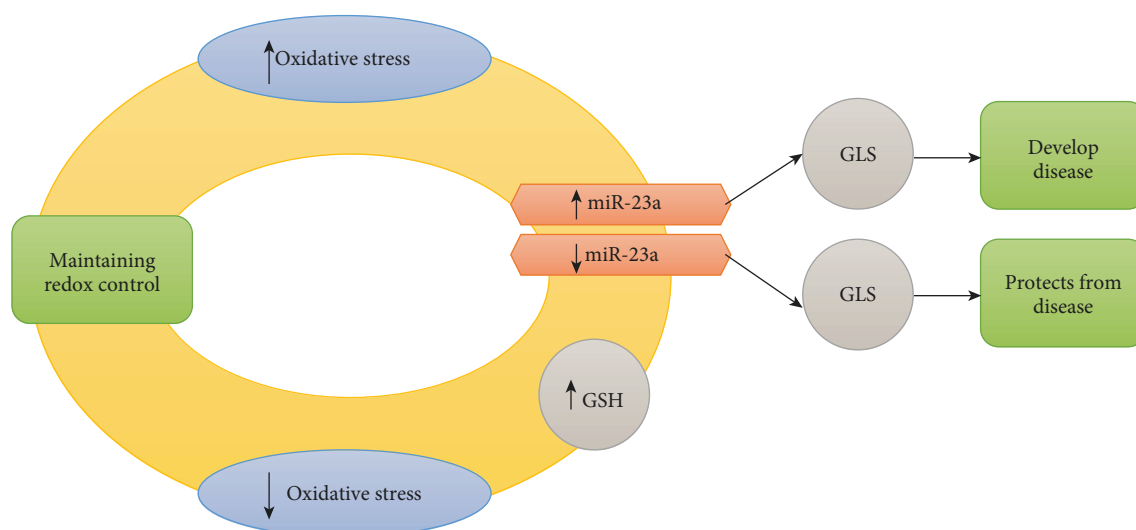 ↑ Oxidative stress
↑ miR-23a
GLS
Develop
disease
↓ miR-23a
GLS
Protects from
disease
Maintaining
redox control
↑ GSH
↓ Oxidative stress